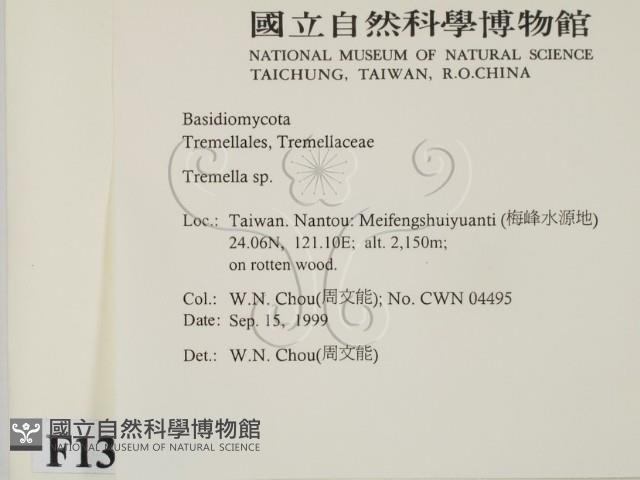 國立自然科學博物館
NATIONAL MUSEUM OF NATURAL SCIENCE
TAICHUNG, TAIWAN, R.O.CHINA
Basidiomycota
Tremellales, Tremellaceae
Tremella sp.
Loc.: Taiwan. Nantou: Meifengshuiyuanti (梅峰水源地)
24.06N, 121.10E; alt. 2,150m;
on rotten wood.
Col.: W.N. Chou(周文能); No. CWN 04495
Date: Sep. 15, 1999
Det.: W.N. Chou(周文能)
國立自然科學博物館
NATIONAL MUSEUM OF NATURAL SCIENCE
F13